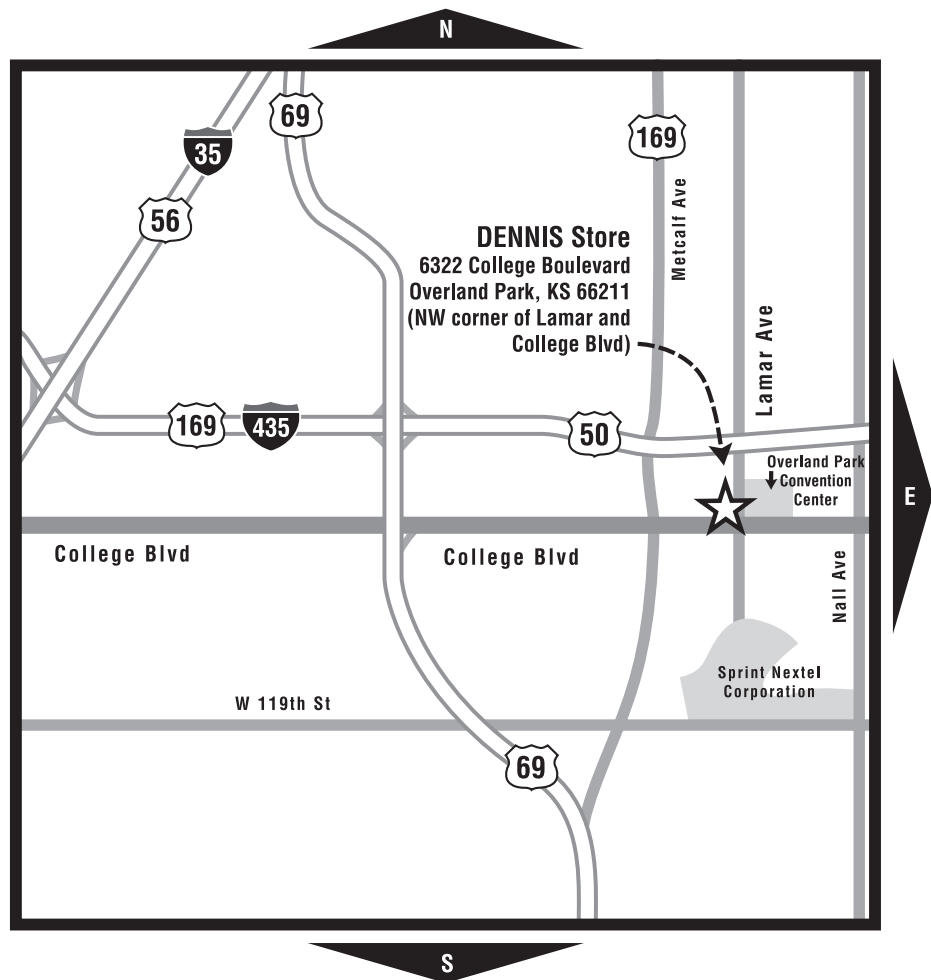 N
69
35
169
56
DENNIS Store
6322 College Boulevard
Overland Park, KS 66211
(NW corner of Lamar and
College Blvd)
Metcalf Ave
Lamar Ave
169
435
50
Overland Park
Convention
Center
E
College Blvd
College Blvd
Nall Ave
Sprint Nextel
Corporation
W 119th St
69
S